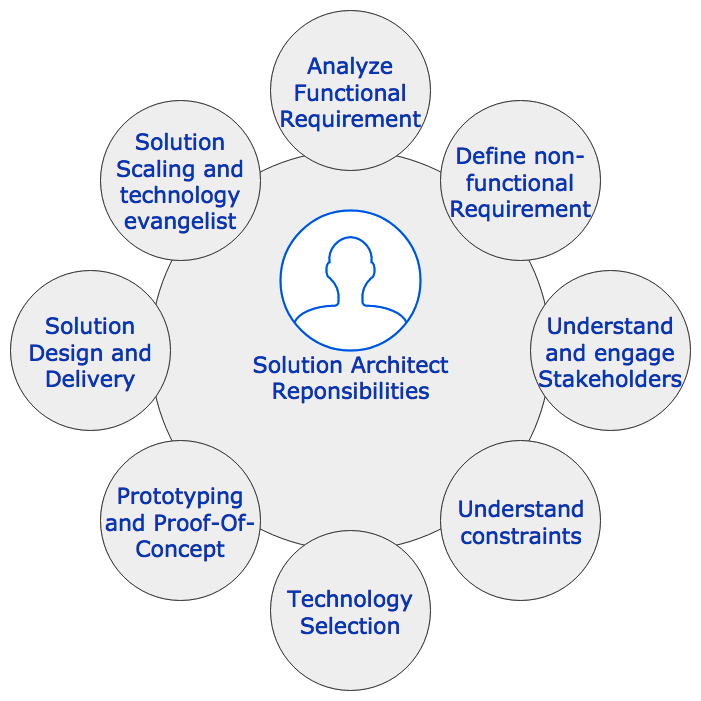 Analyze
Functional
Requirement
Define non-
functional
Requirement
Understand
and engage
Stakeholders
Understand
constraints
Technology
Selection
Prototyping
and Proof-Of-
Concept
Solution
Design and
Delivery
Solution
Scaling and
technology
evangelist
Solution Architect
Reponsibilities